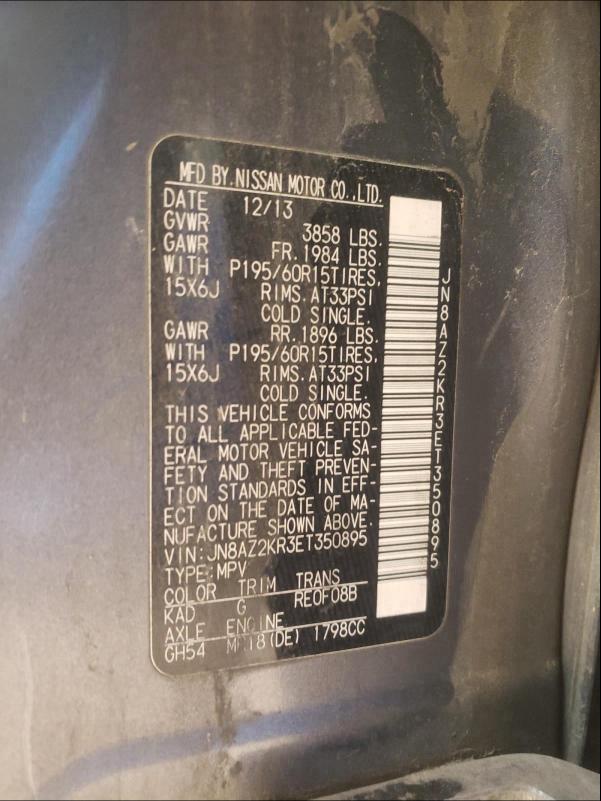 MFD BY.NISSAN MOTOR CO.,LTD.
DATE 12/13
GVWR 3858 LBS.
GAWR FR.1984 LBS.
WITH P195/60R15TIRES,
15X6J RIMS.AT33PSI
COLD SINGLE.
GAWR RR.1896 LBS.
WITH P195/60R15TIRES,
15X6J RIMS.AT33PSI
COLD SINGLE.
THIS VEHICLE CONFORMS
TO ALL APPLICABLE FED-
ERAL MOTOR VEHICLE SA-
FETY AND THEFT PREVEN-
TION STANDARDS IN EFF-
ECT ON THE DATE OF MA-
NUFACTURE SHOWN ABOVE.
VIN:JN8AZ2KR3ET350895
TYPE:MPV
COLOR TRIM TRANS
KAD G RE0F08B
AXLE ENGINE
GH54 (DE) 1798CC
JN8AZ2KR3ET350895